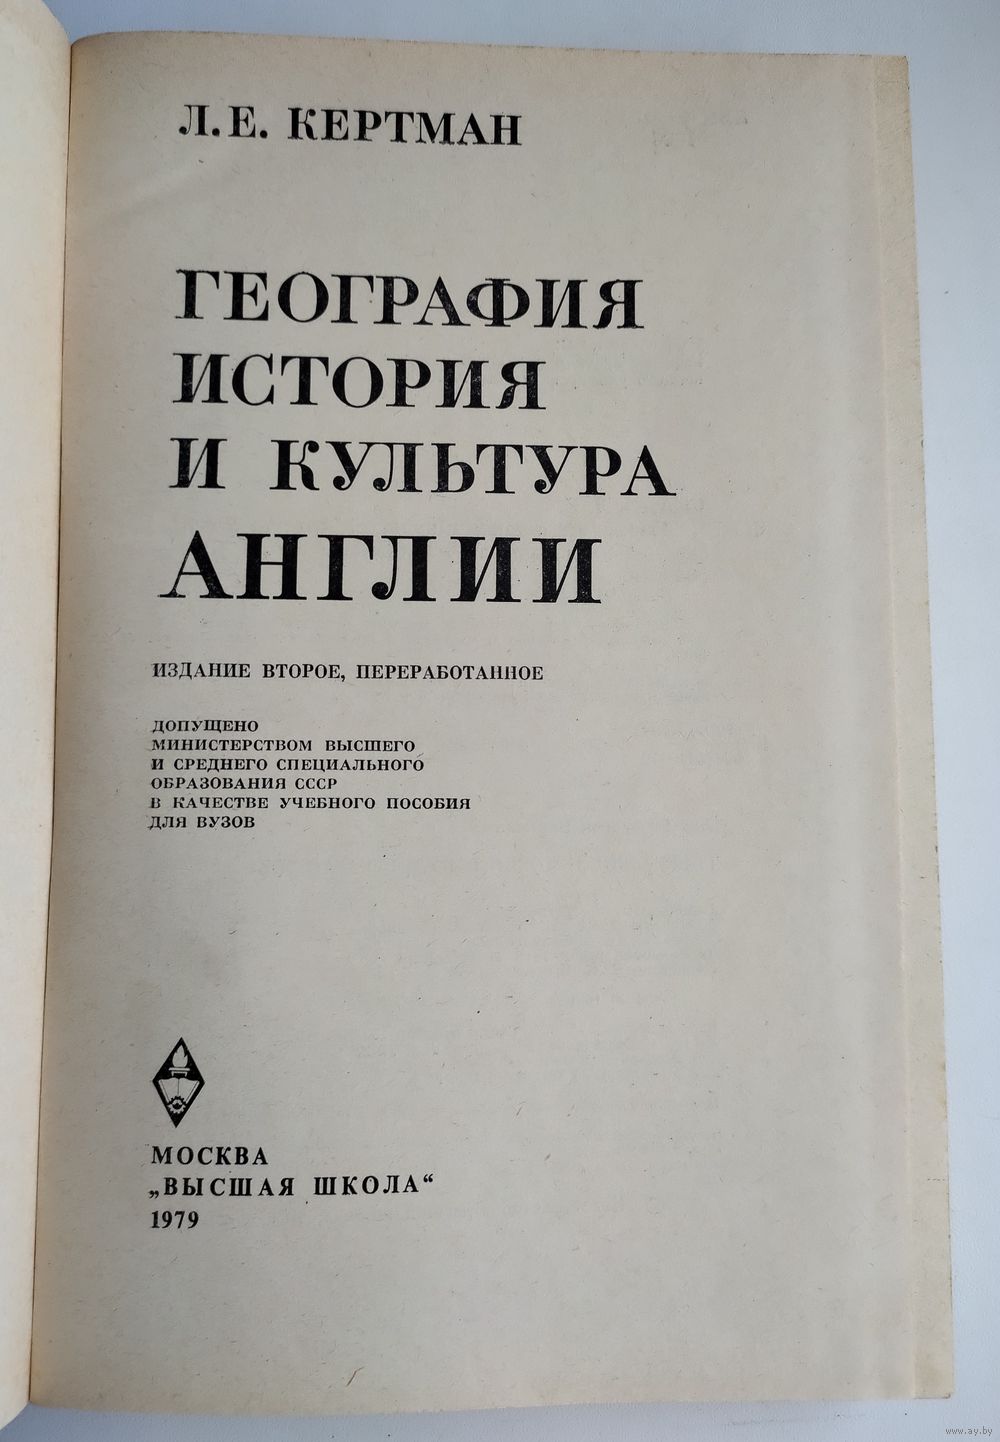 Л. Е. КЕРТМАН
ГЕОГРАФИЯ
ИСТОРИЯ
И КУЛЬТУРА
АНГЛИИ
ИЗДАНИЕ ВТОРОЕ, ПЕРЕРАБОТАННОЕ
ДОПУЩЕНО
МИНИСТЕРСТВОМ ВЫСШЕГО
И СРЕДНЕГО СПЕЦИАЛЬНОГО
ОБРАЗОВАНИЯ СССР
В КАЧЕСТВЕ УЧЕБНОГО ПОСОБИЯ
ДЛЯ ВУЗОВ
МОСКВА
„ВЫСШАЯ ШКОЛА“
1979
www.ay.by